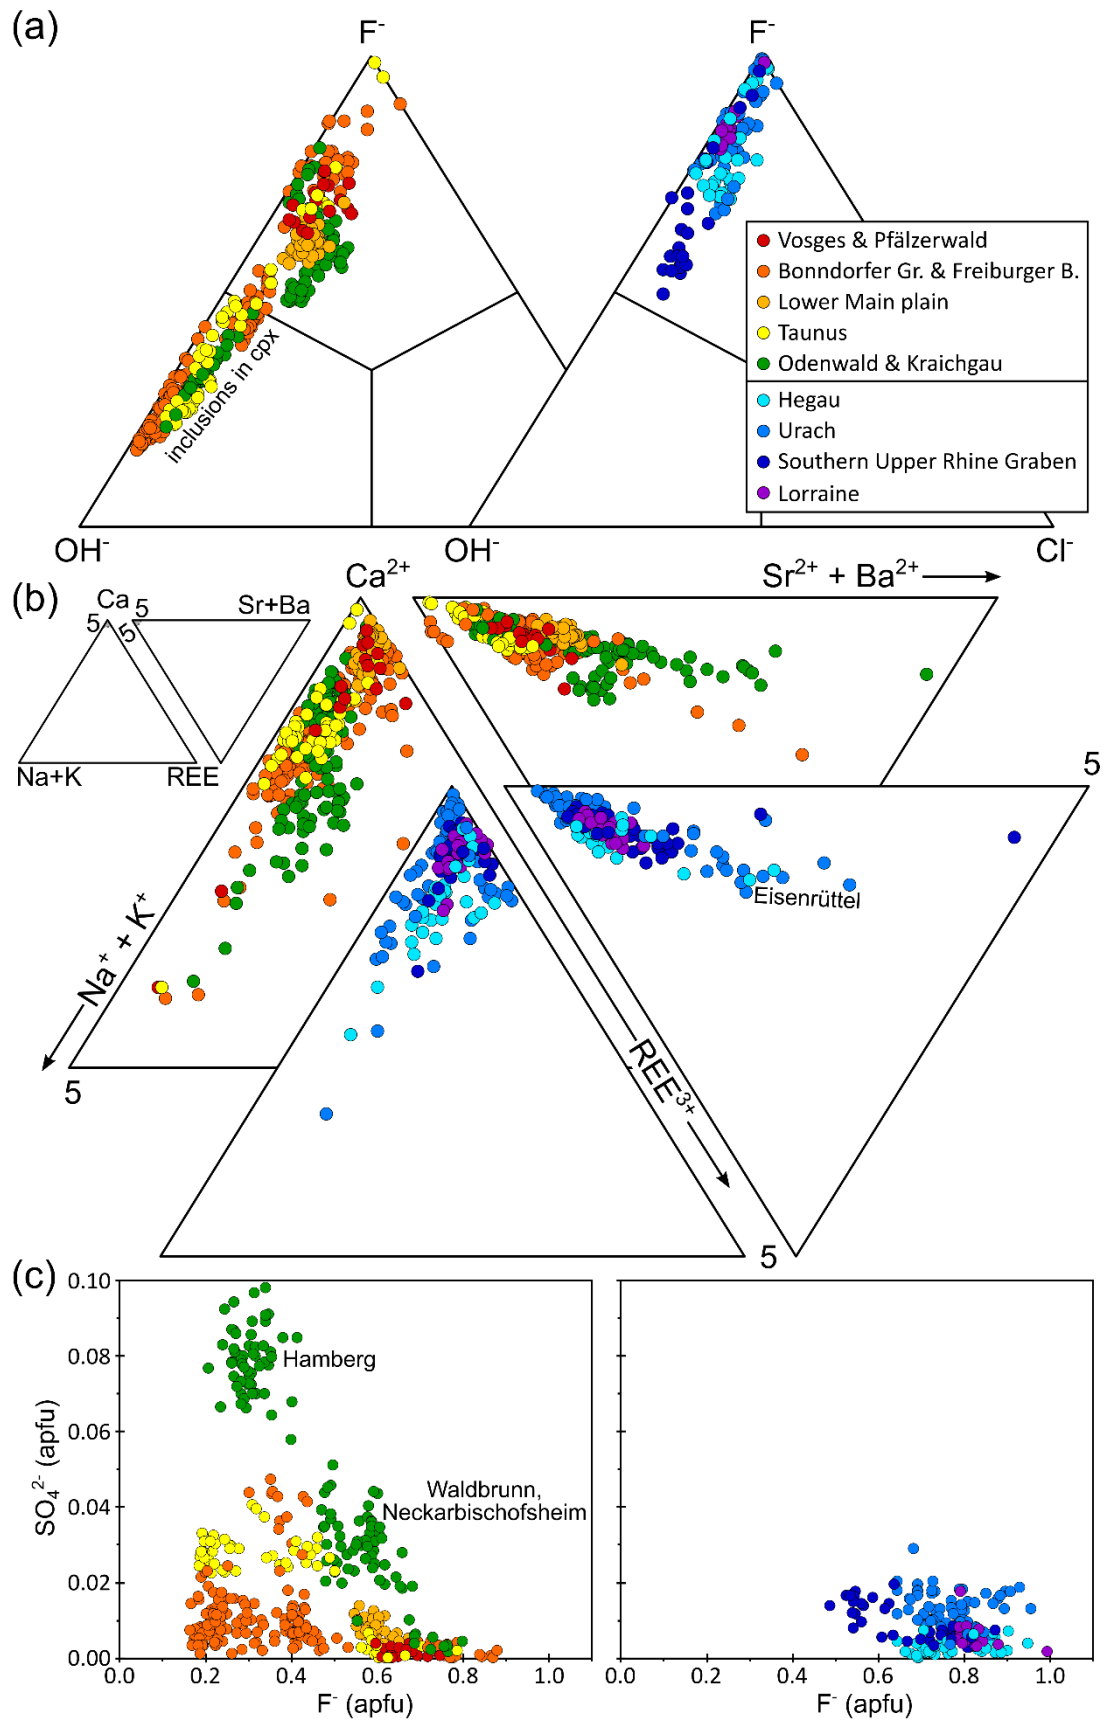 (a)
F⁻
F⁻
Vosges & Pfälzerwald
Bonndorfer Gr. & Freiburger B.
Lower Main plain
Taunus
Odenwald & Kraichgau
Hegau
Urach
Southern Upper Rhine Graben
Lorraine
inclusions in cpx
OH⁻
OH⁻
Cl⁻
(b)
Ca²⁺
Sr²⁺ + Ba²⁺
Ca
5
5
5
Sr+Ba
Na+K
REE
5
Eisenrüttel
Na⁺ + K⁺
5
REE³⁺
5
(c)
0.10
0.08
0.06
0.04
0.02
0.00
SO₄²⁻ (apfu)
Hamberg
Waldbrunn,
Neckarbischofsheim
0.0
0.2
0.4
0.6
0.8
1.0
F⁻ (apfu)
0.0
0.2
0.4
0.6
0.8
1.0
F⁻ (apfu)